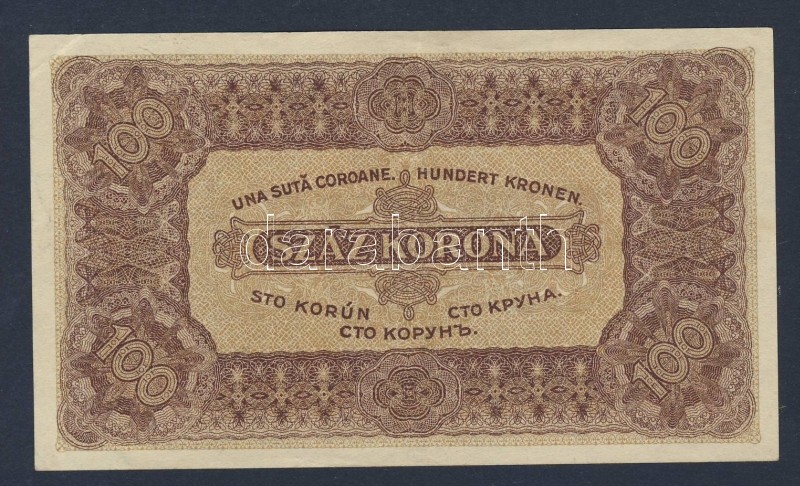 100 100
UNA SUTĂ COROANE. HUNDERT KRONEN.
SZÁZ KORONA
darabanth
STO KORÚN СТО КРУНА.
СТО КОРУНЪ.
100 100